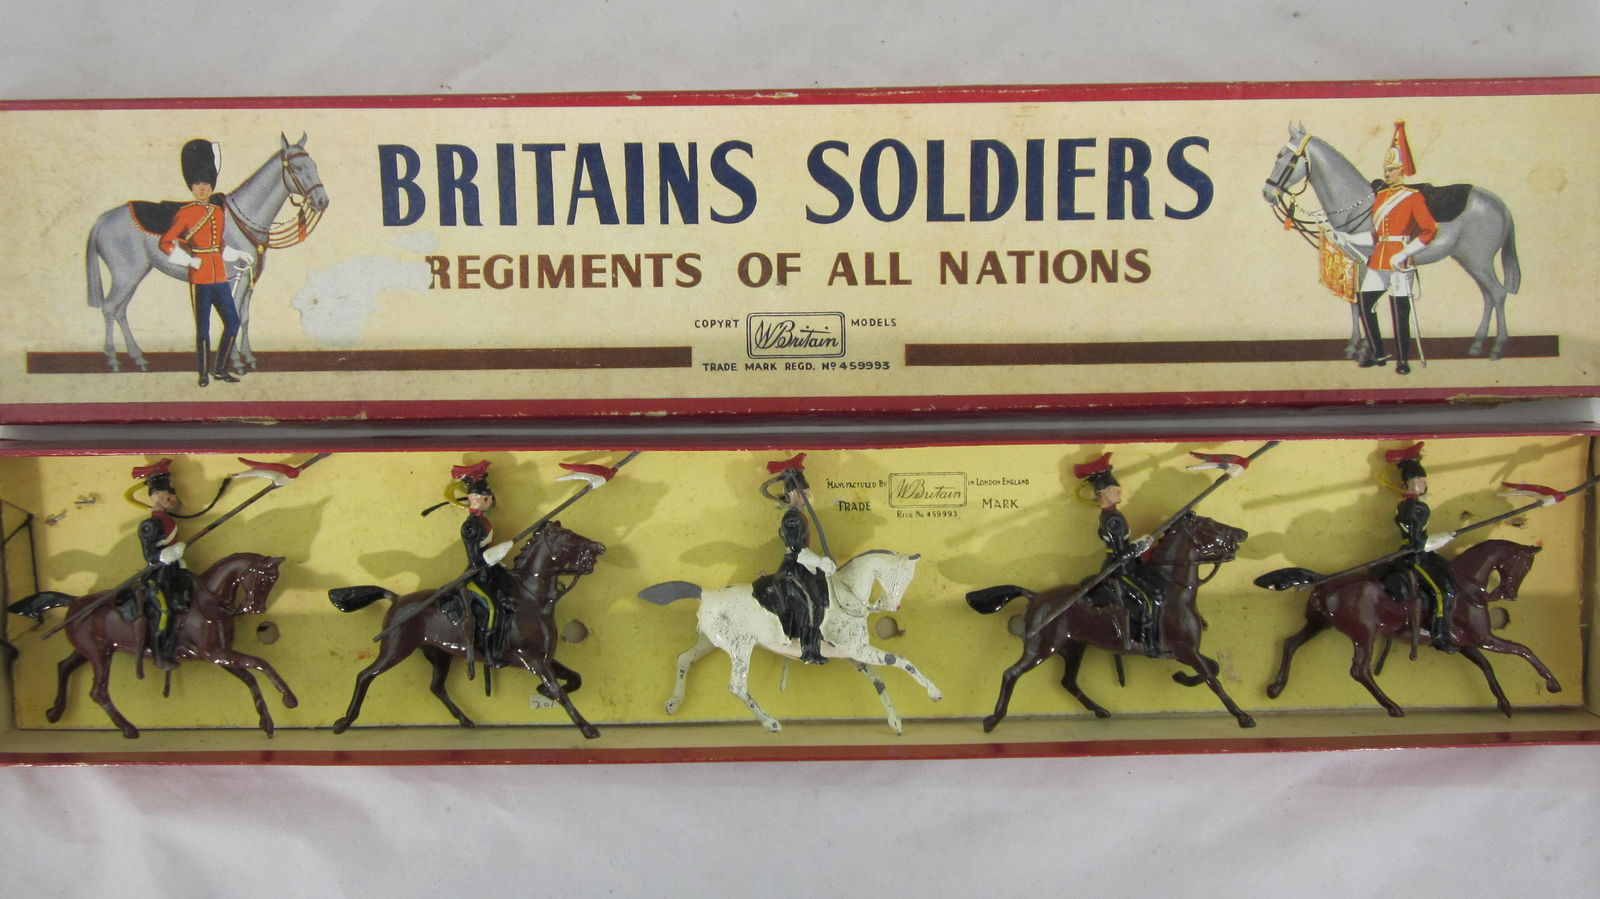 BRITAINS SOLDIERS
REGIMENTS OF ALL NATIONS
COPYRT W Britain MODELS
TRADE MARK REGD. Nº 459993
MANUFACTURED BY W Britain IN LONDON ENGLAND
TRADE MARK
REGD No 459993